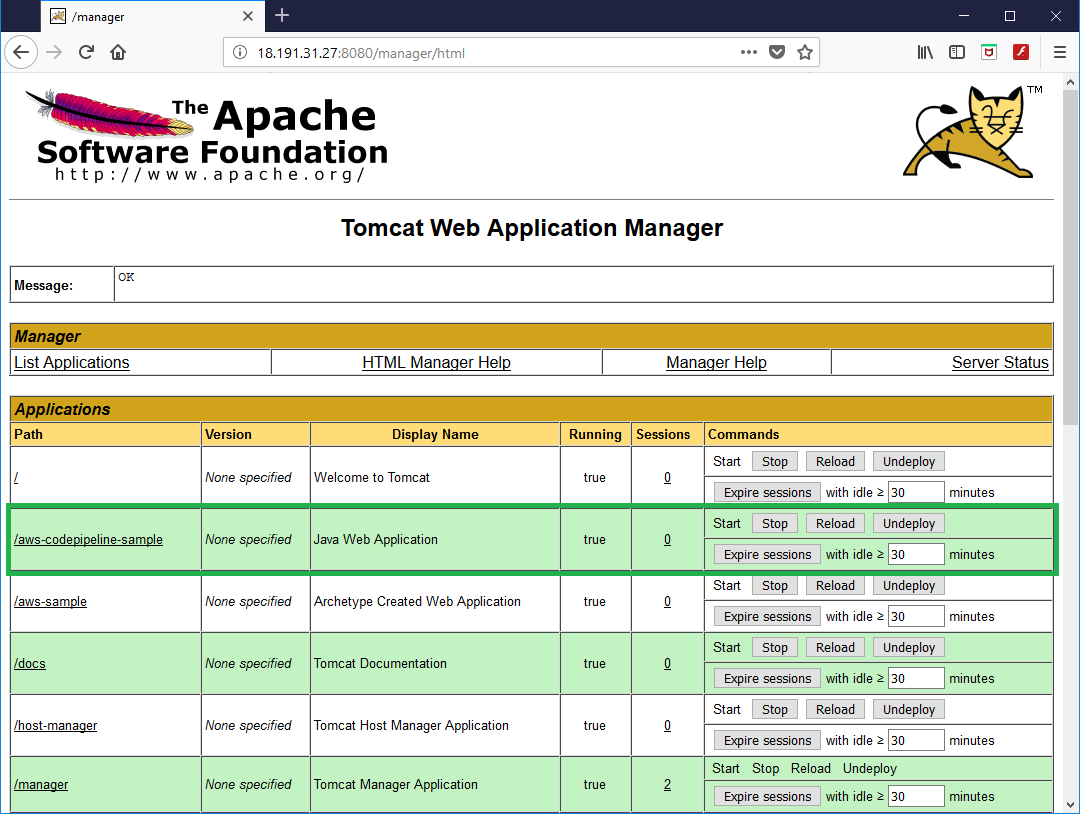 /manager
18.191.31.27:8080/manager/html
The Apache
Software Foundation
http://www.apache.org/
TM
Tomcat Web Application Manager
Message: OK
Manager
List Applications HTML Manager Help Manager Help Server Status
Applications
Path Version Display Name Running Sessions Commands
Start Stop Reload Undeploy
/ None specified Welcome to Tomcat true 0
Expire sessions with idle ≥ 30 minutes
Start Stop Reload Undeploy
/aws-codepipeline-sample None specified Java Web Application true 0
Expire sessions with idle ≥ 30 minutes
Start Stop Reload Undeploy
/aws-sample None specified Archetype Created Web Application true 0
Expire sessions with idle ≥ 30 minutes
Start Stop Reload Undeploy
/docs None specified Tomcat Documentation true 0
Expire sessions with idle ≥ 30 minutes
Start Stop Reload Undeploy
/host-manager None specified Tomcat Host Manager Application true 0
Expire sessions with idle ≥ 30 minutes
Start Stop Reload Undeploy
/manager None specified Tomcat Manager Application true 2
Expire sessions with idle ≥ 30 minutes